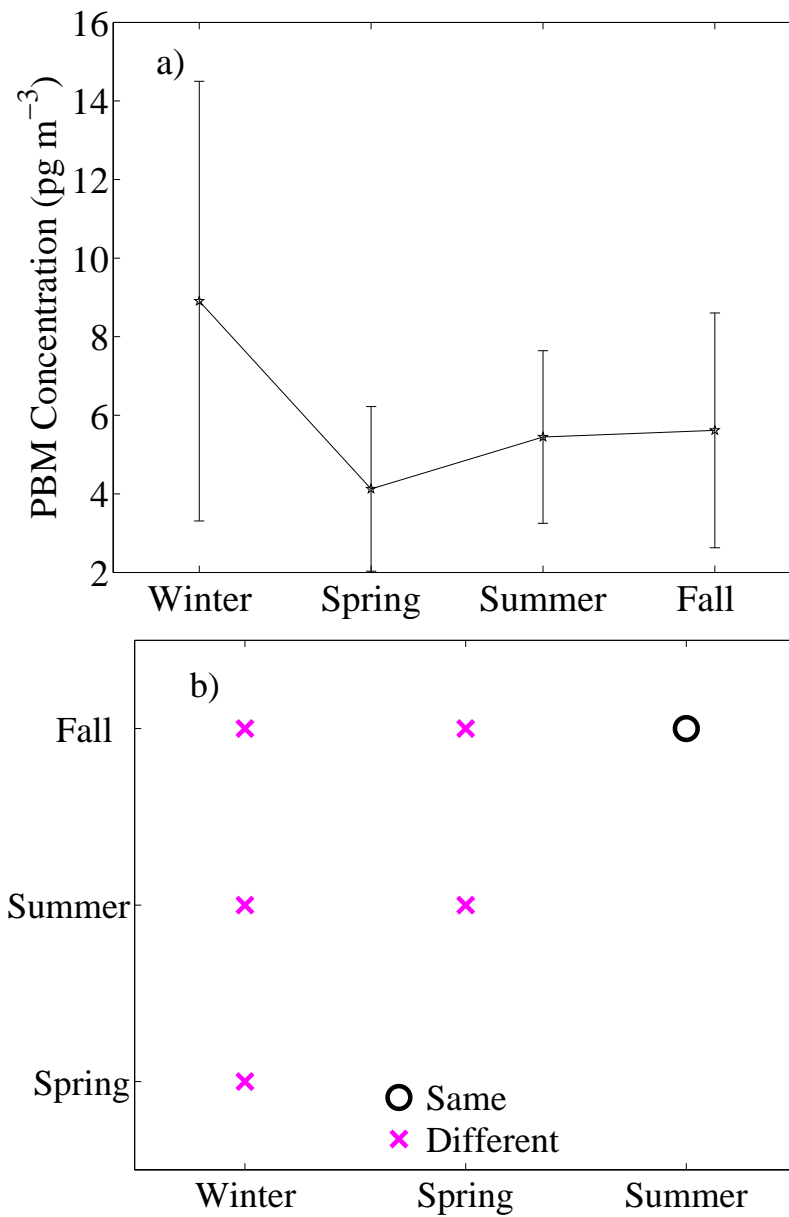 16
a)
14
12
10
8
6
4
2
PBM Concentration (pg m⁻³)
Winter Spring Summer Fall
b)
Fall
Summer
Spring
Same
Different
Winter Spring Summer